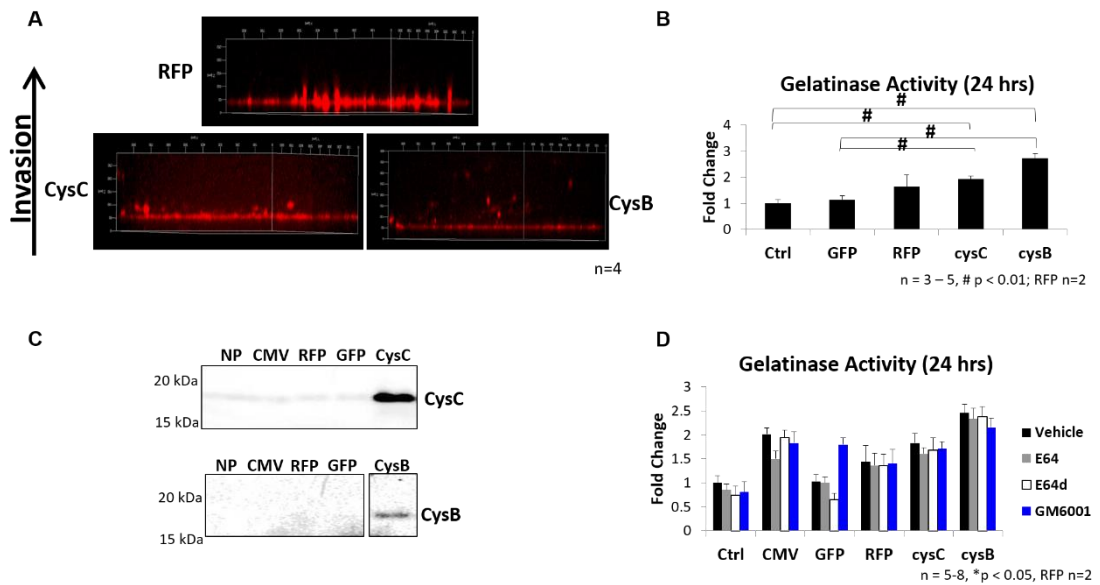 A
RFP
Invasion
CysC
CysB
n=4
B
Gelatinase Activity (24 hrs)
#
#
#
#
Fold Change
4
3
2
1
0
Ctrl GFP RFP cysC cysB
n = 3 – 5, # p < 0.01; RFP n=2
C
NP CMV RFP GFP CysC
20 kDa
CysC
15 kDa
NP CMV RFP GFP CysB
20 kDa
CysB
15 kDa
D
Gelatinase Activity (24 hrs)
Fold Change
3
2.5
2
1.5
1
0.5
0
Vehicle
E64
E64d
GM6001
Ctrl CMV GFP RFP cysC cysB
n = 5-8, *p < 0.05, RFP n=2